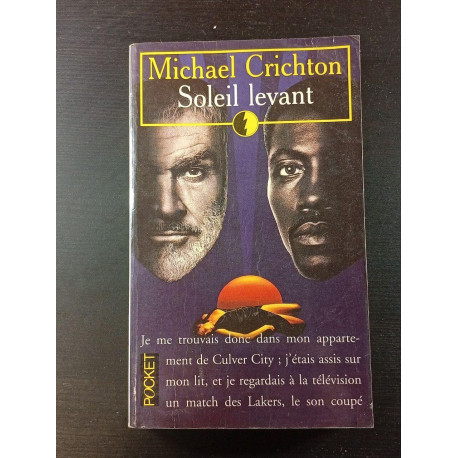 Michael Crichton
Soleil levant
Je me trouvais donc dans mon apparte-
ment de Culver City ; j'étais assis sur
mon lit, et je regardais à la télévision
un match des Lakers, le son coupé
POCKET